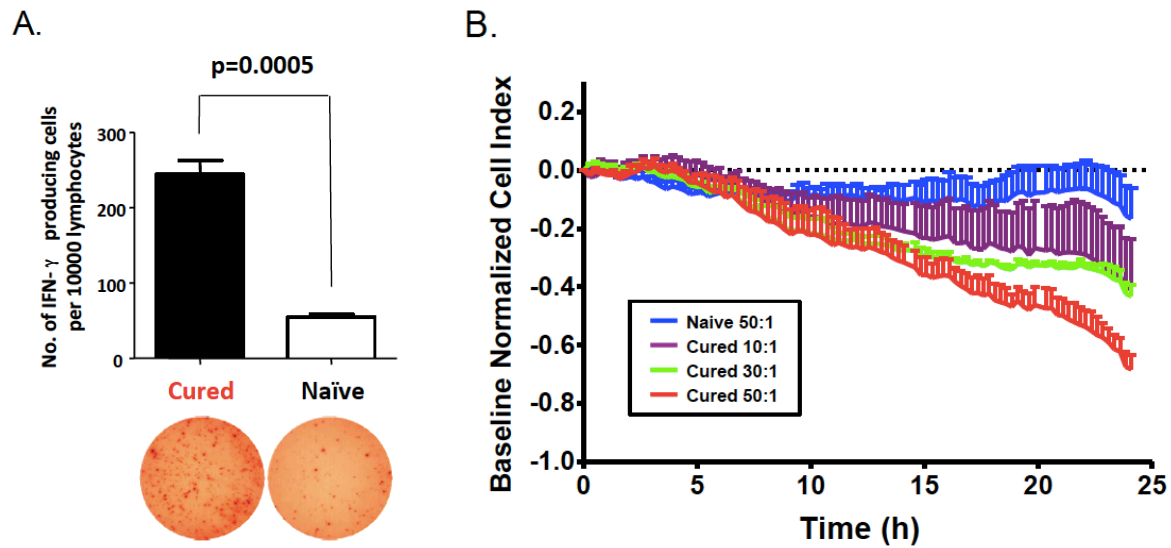 A.
p=0.0005
No. of IFN- γ producing cells
per 10000 lymphocytes
300
200
100
0
Cured
Naïve
B.
Baseline Normalized Cell Index
0.2
0.0
-0.2
-0.4
-0.6
-0.8
-1.0
Naive 50:1
Cured 10:1
Cured 30:1
Cured 50:1
0 5 10 15 20 25
Time (h)